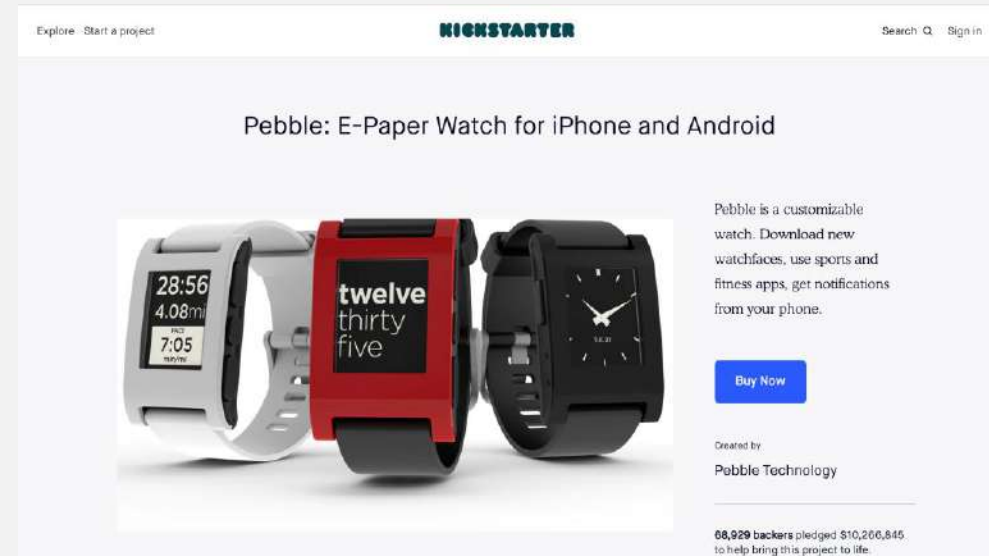 Explore Start a project
KICKSTARTER
Search
Sign in
Pebble: E-Paper Watch for iPhone and Android
28:56
4.08mi
PACE
7:05
min/mi
twelve
thirty
five
Pebble is a customizable
watch. Download new
watchfaces, use sports and
fitness apps, get notifications
from your phone.
Buy Now
Created by
Pebble Technology
68,929 backers pledged $10,266,845
to help bring this project to life.